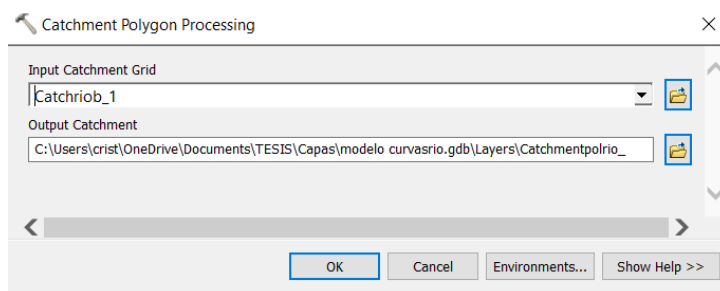 Catchment Polygon Processing
Input Catchment Grid
Catchriob_1
Output Catchment
C:\Users\crist\OneDrive\Documents\TESIS\Capas\modelo curvasrio.gdb\Layers\Catchmentpolrio_
OK Cancel Environments... Show Help >>